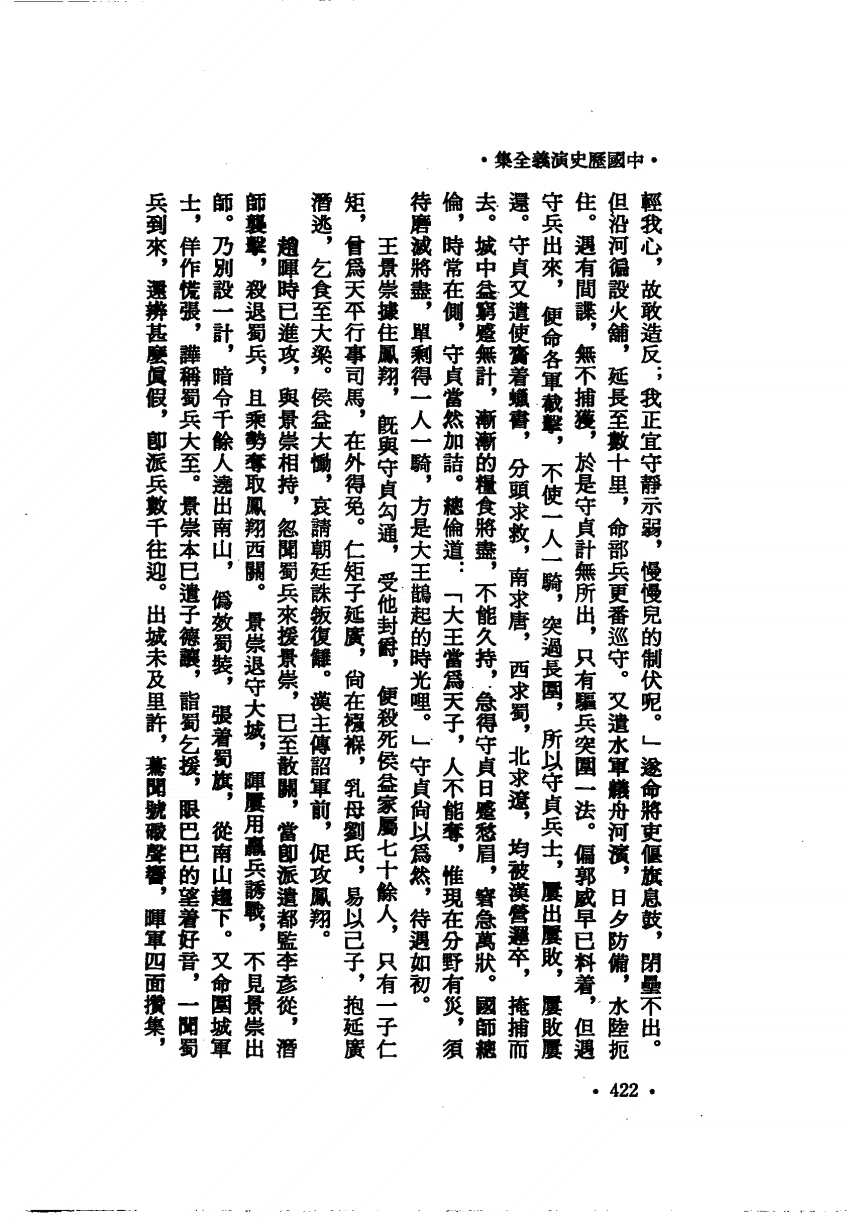 •中國歷史演義全集•
輕我心，故敢造反；我正宜守靜示弱，慢慢兒的制伏呢。」遂命將吏偃旗息鼓，閉壘不出。
但沿河徧設火舖，延長至數十里，命部兵更番巡守。又遣水軍艤舟河濱，日夕防備，水陸扼
住。遇有間諜，無不捕獲，於是守貞計無所出，只有驅兵突圍一法。偏郭威早已料着，但遇
守兵出來，便命各軍截擊，不使一人一騎，突過長圍，所以守貞兵士，屢出屢敗，屢敗屢
還。守貞又遣使齎着蠟書，分頭求救，南求唐，西求蜀，北求遼，均被漢營邏卒，掩捕而
去。城中益窮蹙無計，漸漸的糧食將盡，不能久持，急得守貞日蹙愁眉，窘急萬狀。國師總
倫，時常在側，守貞當然加詰。總倫道：「大王當爲天子，人不能奪，惟現在分野有災，須
待磨滅將盡，單剩得一人一騎，方是大王鵲起的時光哩。」守貞尙以爲然，待遇如初。
王景崇據住鳳翔，旣與守貞勾通，受他封爵，便殺死侯益家屬七十餘人，只有一子仁
矩，曾爲天平行事司馬，在外得免。仁矩子延廣，尙在襁褓，乳母劉氏，易以己子，抱延廣
潛逃，乞食至大梁。侯益大慟，哀請朝廷誅叛復讎。漢主傳詔軍前，促攻鳳翔。
趙暉時已進攻，與景崇相持，忽聞蜀兵來援景崇，已至散關，當卽派遣都監李彥從，潛
師襲擊，殺退蜀兵，且乘勢奪取鳳翔西關。景崇退守大城，暉屢用羸兵誘戰，不見景崇出
師。乃別設一計，暗令千餘人遶出南山，僞效蜀裝，張着蜀旗，從南山趨下。又命圍城軍
士，佯作慌張，譁稱蜀兵大至。景崇本已遣子德讓，詣蜀乞援，眼巴巴的望着好音，一聞蜀
兵到來，還辨甚麼眞假，卽派兵數千往迎。出城未及里許，驀聞號礮聲響，暉軍四面攢集，
•422•